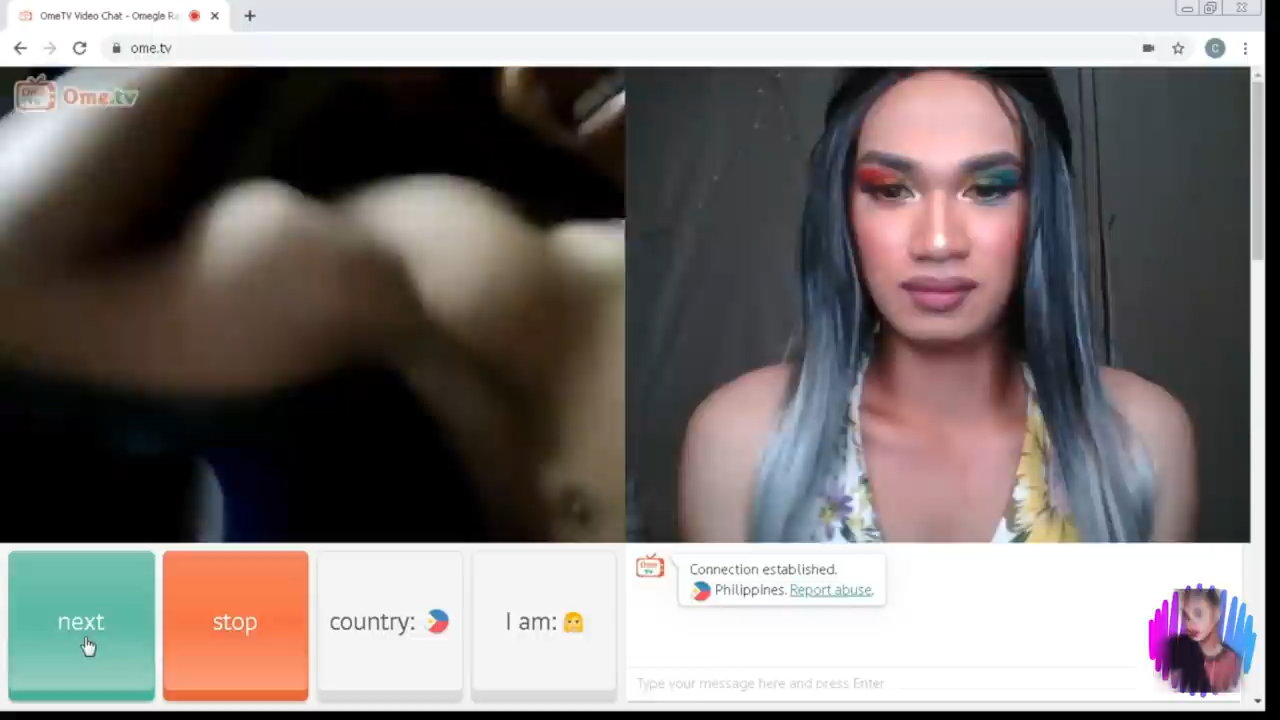 OmeTV Video Chat - Omegle Ra
ome.tv
C
Ome.tv
next
stop
country:
I am:
Connection established.
Philippines. Report abuse.
Type your message here and press Enter